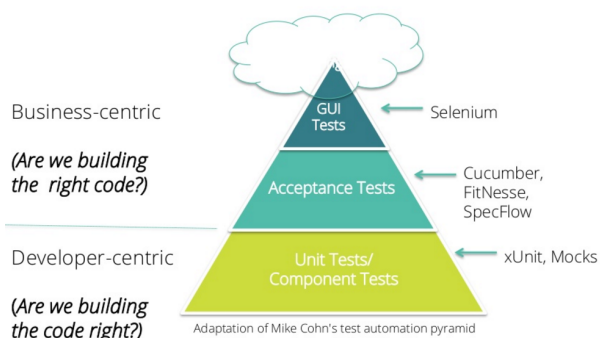 GUI
Tests
Selenium
Business-centric
(Are we building
the right code?)
Acceptance Tests
Cucumber,
FitNesse,
SpecFlow
Developer-centric
(Are we building
the code right?)
Unit Tests/
Component Tests
xUnit, Mocks
Adaptation of Mike Cohn's test automation pyramid